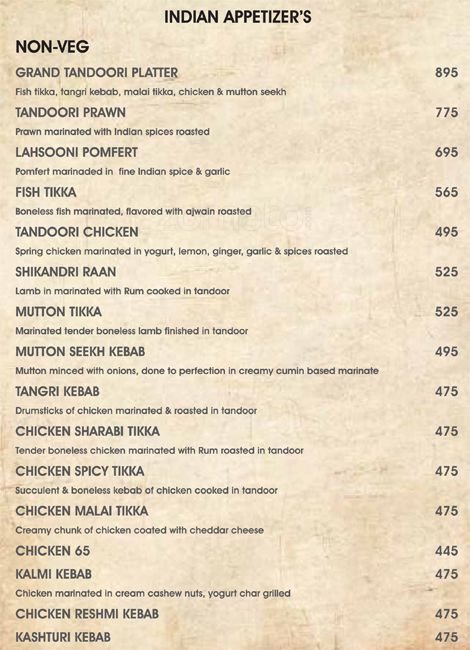 INDIAN APPETIZER'S
NON-VEG
GRAND TANDOORI PLATTER 895
Fish tikka, tangri kebab, malai tikka, chicken & mutton seekh
TANDOORI PRAWN 775
Prawn marinated with Indian spices roasted
LAHSOONI POMFERT 695
Pomfert marinaded in fine Indian spice & garlic
FISH TIKKA 565
Boneless fish marinated, flavored with ajwain roasted
TANDOORI CHICKEN 495
Spring chicken marinated in yogurt, lemon, ginger, garlic & spices roasted
SHIKANDRI RAAN 525
Lamb in marinated with Rum cooked in tandoor
MUTTON TIKKA 525
Marinated tender boneless lamb finished in tandoor
MUTTON SEEKH KEBAB 495
Mutton minced with onions, done to perfection in creamy cumin based marinate
TANGRI KEBAB 475
Drumsticks of chicken marinated & roasted in tandoor
CHICKEN SHARABI TIKKA 475
Tender boneless chicken marinated with Rum roasted in tandoor
CHICKEN SPICY TIKKA 475
Succulent & boneless kebab of chicken cooked in tandoor
CHICKEN MALAI TIKKA 475
Creamy chunk of chicken coated with cheddar cheese
CHICKEN 65 445
KALMI KEBAB 475
Chicken marinated in cream cashew nuts, yogurt char grilled
CHICKEN RESHMI KEBAB 475
KASHTURI KEBAB 475